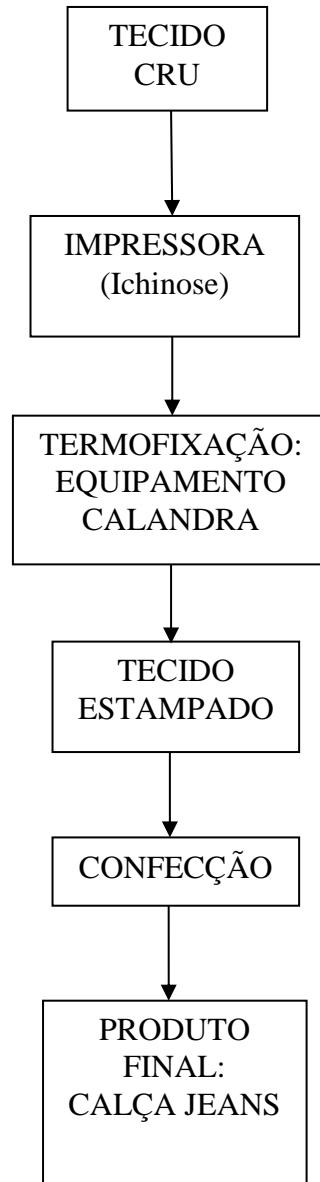 TECIDO
CRU
IMPRESSORA
(Ichinose)
TERMOFIXAÇÃO:
EQUIPAMENTO
CALANDRA
TECIDO
ESTAMPADO
CONFECÇÃO
PRODUTO
FINAL:
CALÇA JEANS